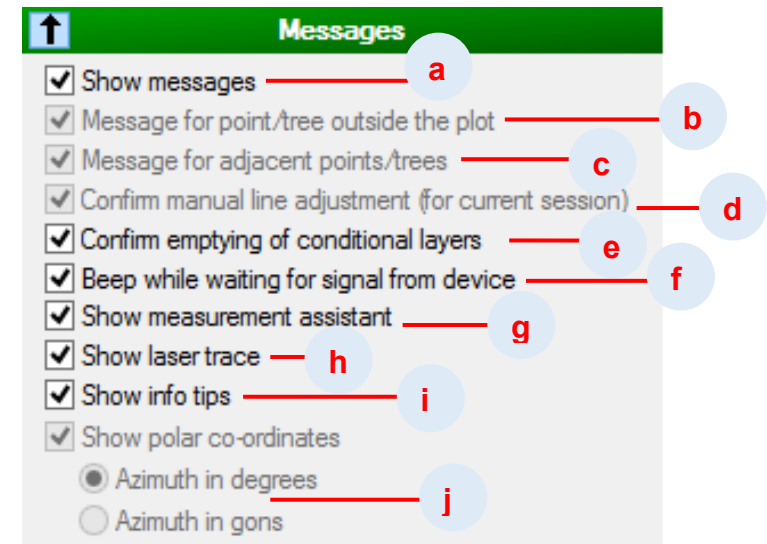 Messages
Show messages a
Message for point/tree outside the plot b
Message for adjacent points/trees c
Confirm manual line adjustment (for current session) d
Confirm emptying of conditional layers e
Beep while waiting for signal from device f
Show measurement assistant g
Show laser trace h
Show info tips i
Show polar co-ordinates
Azimuth in degrees
j
Azimuth in gons